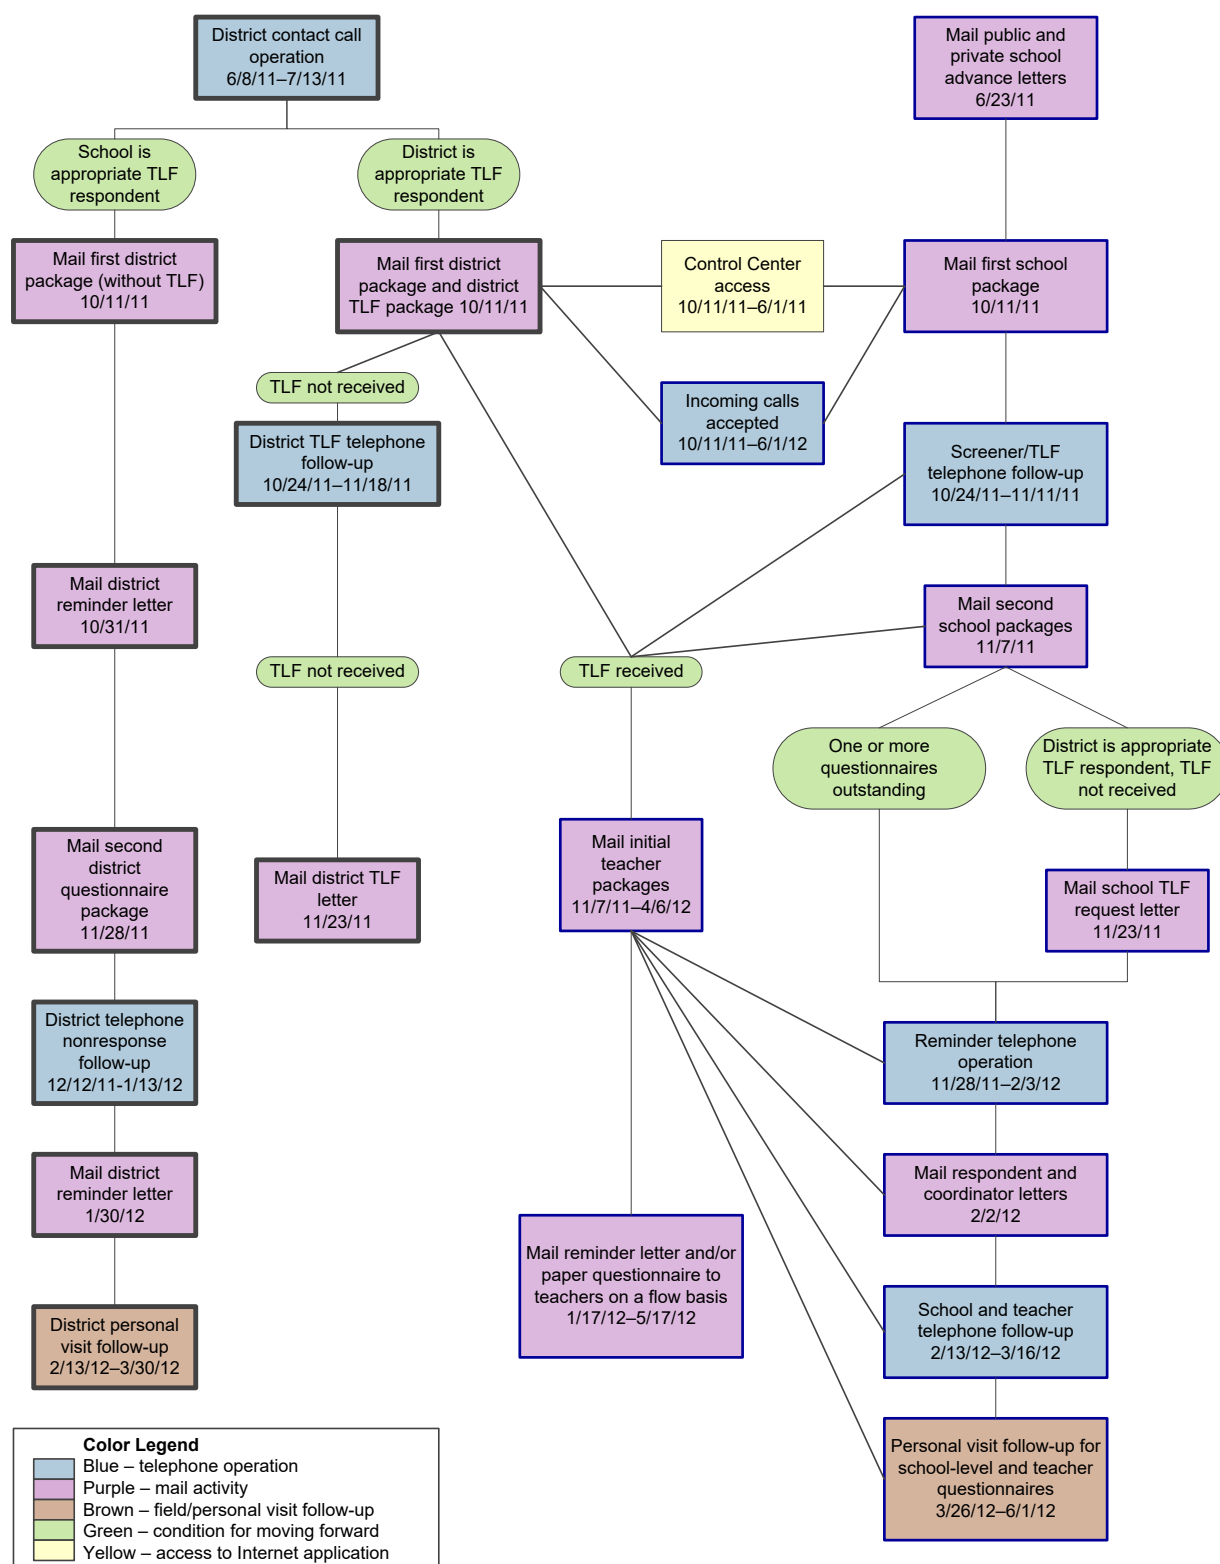 District contact call
operation
6/8/11–7/13/11
Mail public and
private school
advance letters
6/23/11
School is
appropriate TLF
respondent
District is
appropriate TLF
respondent
Mail first district
package (without TLF)
10/11/11
Mail first district
package and district
TLF package 10/11/11
Control Center
access
10/11/11–6/1/11
Mail first school
package
10/11/11
TLF not received
Incoming calls
accepted
10/11/11–6/1/12
District TLF telephone
follow-up
10/24/11–11/18/11
Screener/TLF
telephone follow-up
10/24/11–11/11/11
Mail district
reminder letter
10/31/11
Mail second
school packages
11/7/11
TLF not received
TLF received
One or more
questionnaires
outstanding
District is appropriate
TLF respondent, TLF
not received
Mail second
district
questionnaire
package
11/28/11
Mail district TLF
letter
11/23/11
Mail initial
teacher
packages
11/7/11–4/6/12
Mail school TLF
request letter
11/23/11
District telephone
nonresponse
follow-up
12/12/11-1/13/12
Reminder telephone
operation
11/28/11–2/3/12
Mail district
reminder letter
1/30/12
Mail respondent and
coordinator letters
2/2/12
Mail reminder letter and/or
paper questionnaire to
teachers on a flow basis
1/17/12–5/17/12
District personal
visit follow-up
2/13/12–3/30/12
School and teacher
telephone follow-up
2/13/12–3/16/12
Personal visit follow-up for
school-level and teacher
questionnaires
3/26/12–6/1/12
Color Legend
Blue – telephone operation
Purple – mail activity
Brown – field/personal visit follow-up
Green – condition for moving forward
Yellow – access to Internet application